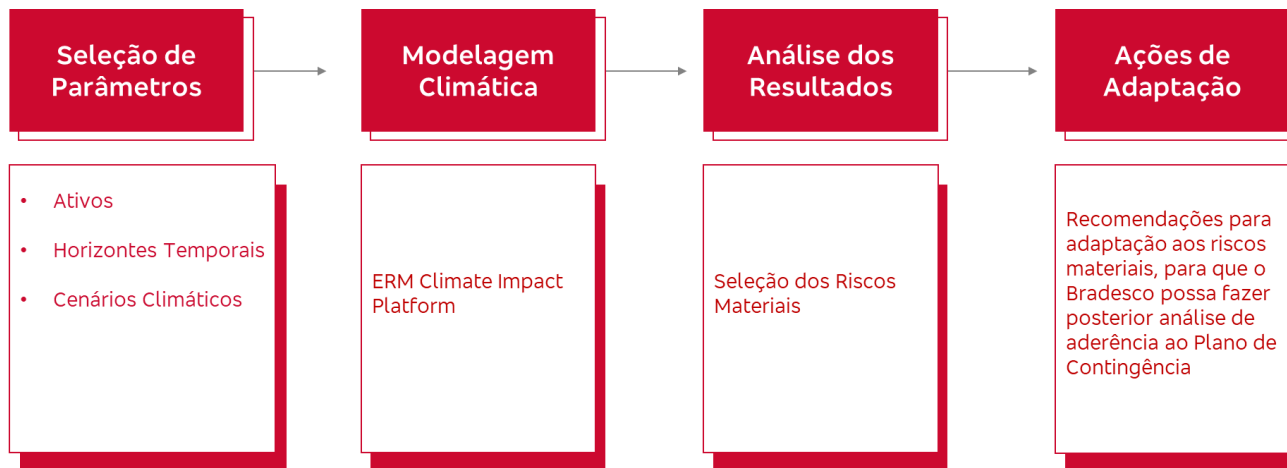 Seleção de
Parâmetros
Modelagem
Climática
Análise dos
Resultados
Ações de
Adaptação
• Ativos
• Horizontes Temporais
• Cenários Climáticos
ERM Climate Impact
Platform
Seleção dos Riscos
Materiais
Recomendações para
adaptação aos riscos
materiais, para que o
Bradesco possa fazer
posterior análise de
aderência ao Plano de
Contingência